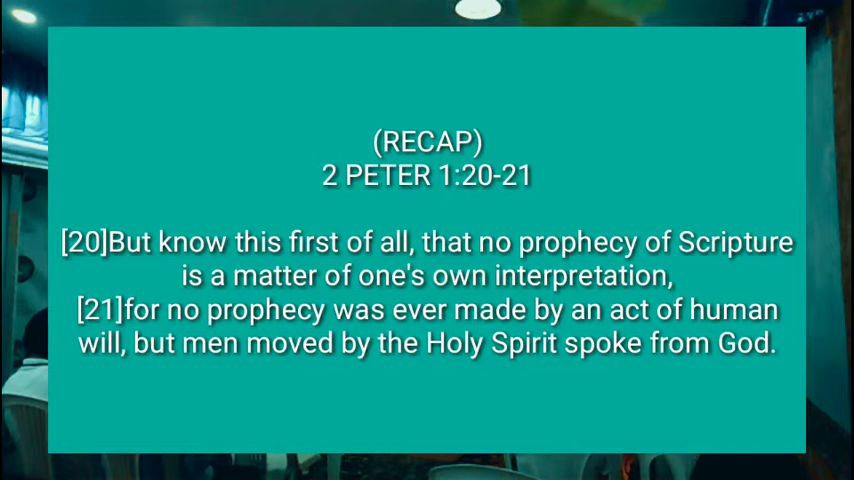 (RECAP)
2 PETER 1:20-21
[20]But know this first of all, that no prophecy of Scripture
is a matter of one's own interpretation,
[21]for no prophecy was ever made by an act of human
will, but men moved by the Holy Spirit spoke from God.